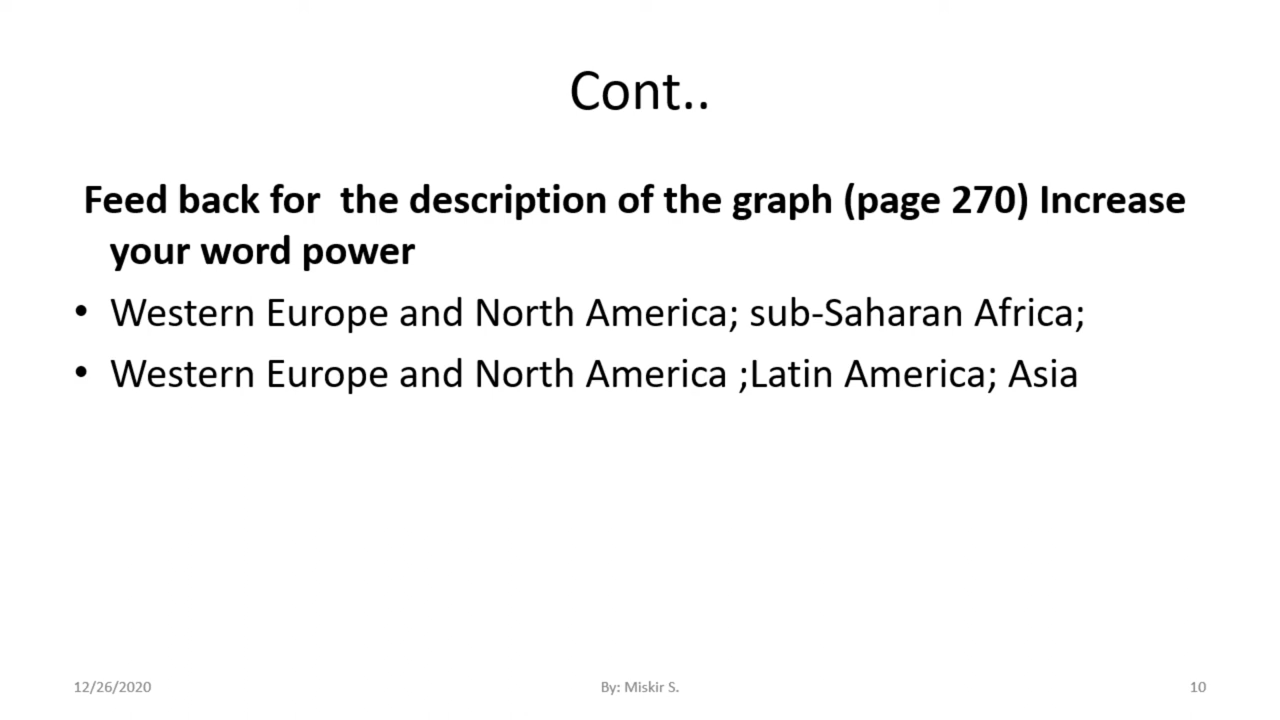 Cont..
Feed back for  the description of the graph (page 270) Increase
your word power
• Western Europe and North America; sub-Saharan Africa;
• Western Europe and North America ;Latin America; Asia
12/26/2020
By: Miskir S.
10